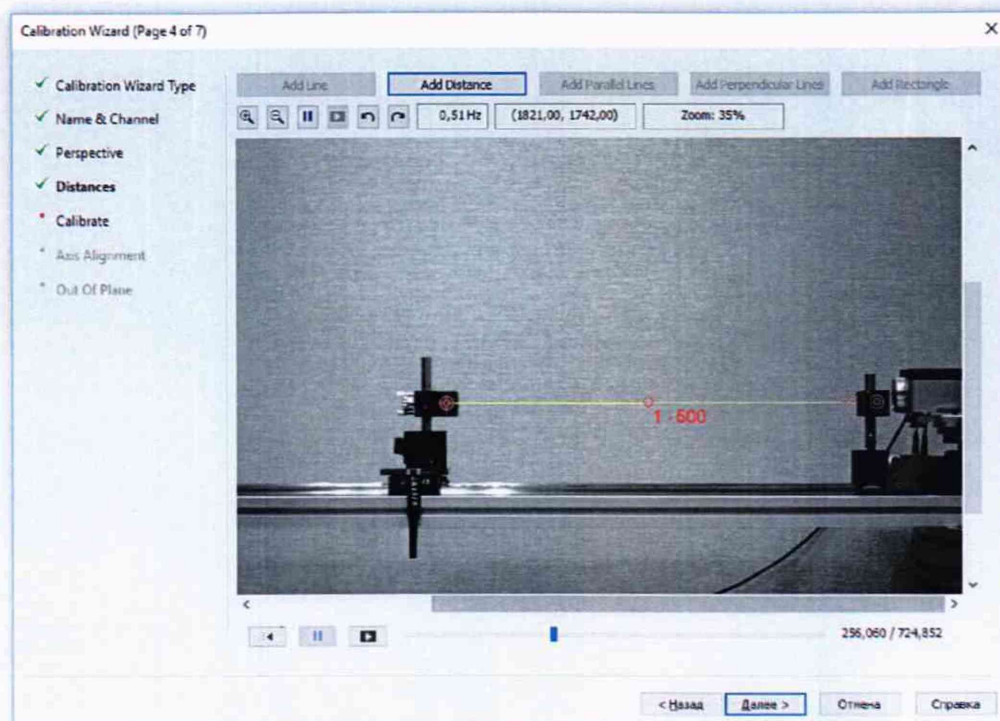 Calibration Wizard (Page 4 of 7)
Calibration Wizard Type
Name & Channel
Perspective
Distances
Calibrate
Axis Alignment
Out Of Plane
Add Line
Add Distance
Add Parallel Lines
Add Perpendicular Lines
Add Rectangle
0,51 Hz
(1821,00, 1742,00)
Zoom: 35%
1 - 500
256,060 / 724,852
< Назад
Далее >
Отмена
Справка